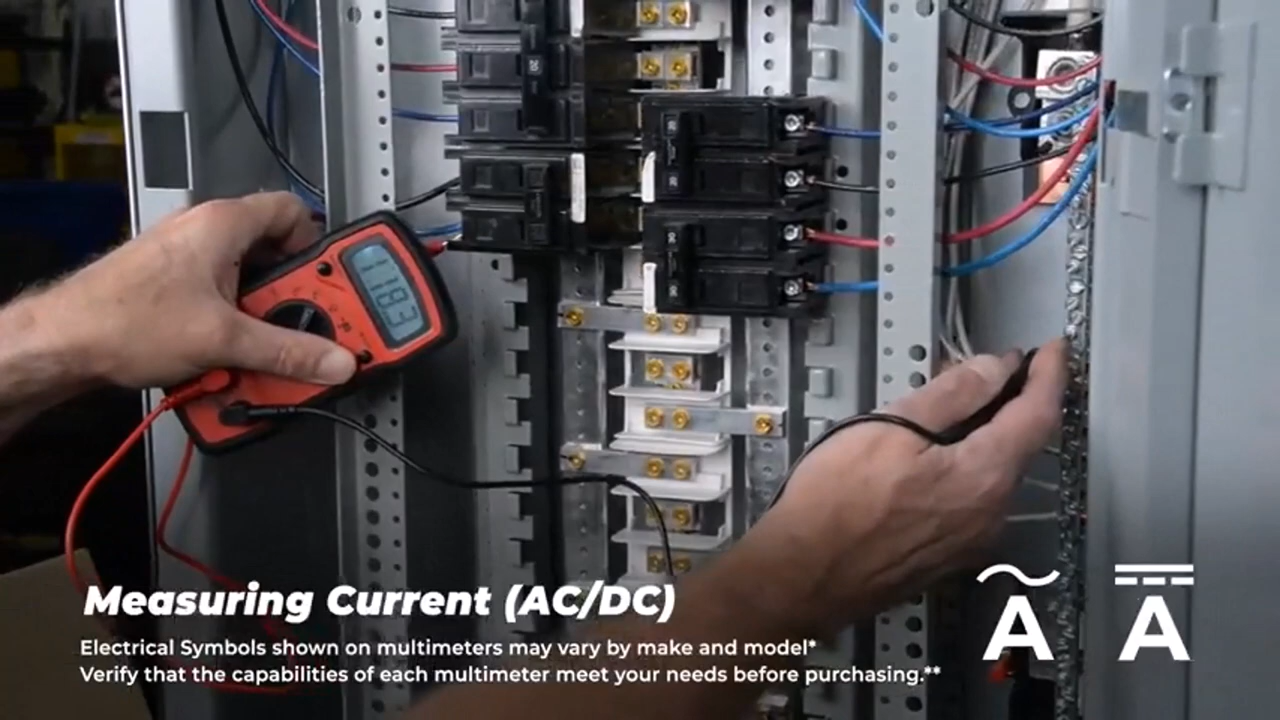 Measuring Current (AC/DC)
Electrical Symbols shown on multimeters may vary by make and model*
Verify that the capabilities of each multimeter meet your needs before purchasing.**
A A